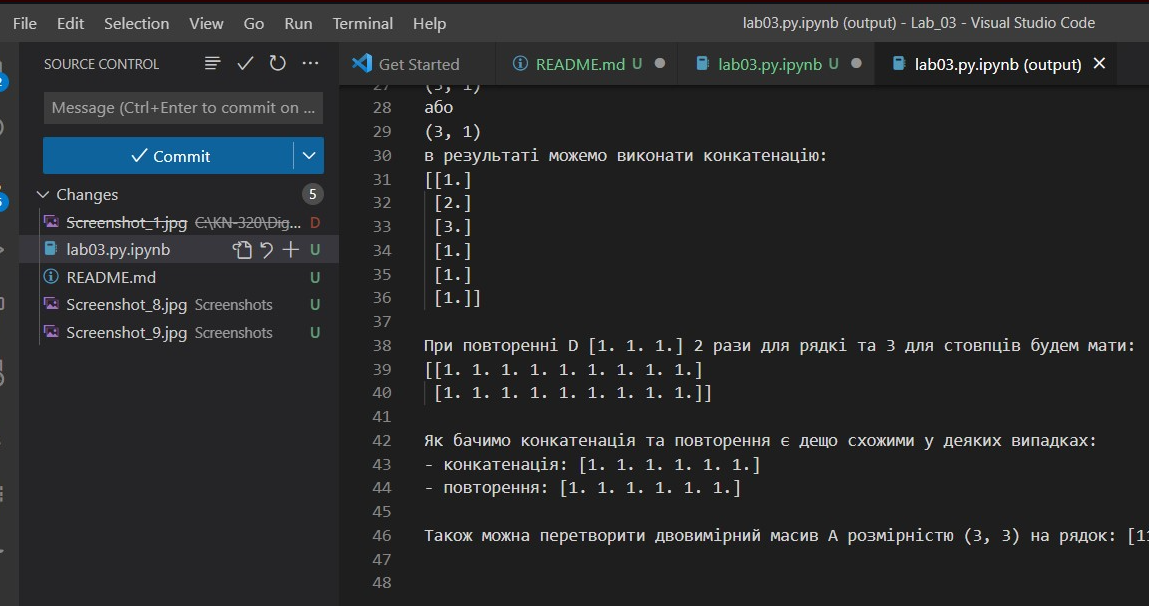 File Edit Selection View Go Run Terminal Help lab03.py.ipynb (output) - Lab_03 - Visual Studio Code
SOURCE CONTROL
Get Started README.md U lab03.py.ipynb U lab03.py.ipynb (output)
Message (Ctrl+Enter to commit on ...
Commit
Changes 5
Screenshot_1.jpg C:\KN-320\Dig... D
lab03.py.ipynb U
README.md U
Screenshot_8.jpg Screenshots U
Screenshot_9.jpg Screenshots U
27 (3, 1)
28 або
29 (3, 1)
30 в результаті можемо виконати конкатенацію:
31 [[1.]
32 [2.]
33 [3.]
34 [1.]
35 [1.]
36 [1.]]
37
38 При повторенні D [1. 1. 1.] 2 рази для рядкі та 3 для стовпців будем мати:
39 [[1. 1. 1. 1. 1. 1. 1. 1. 1.]
40 [1. 1. 1. 1. 1. 1. 1. 1. 1.]]
41
42 Як бачимо конкатенація та повторення є дещо схожими у деяких випадках:
43 - конкатенація: [1. 1. 1. 1. 1. 1.]
44 - повторення: [1. 1. 1. 1. 1. 1.]
45
46 Також можна перетворити двовимірний масив A розмірністю (3, 3) на рядок:
47
48